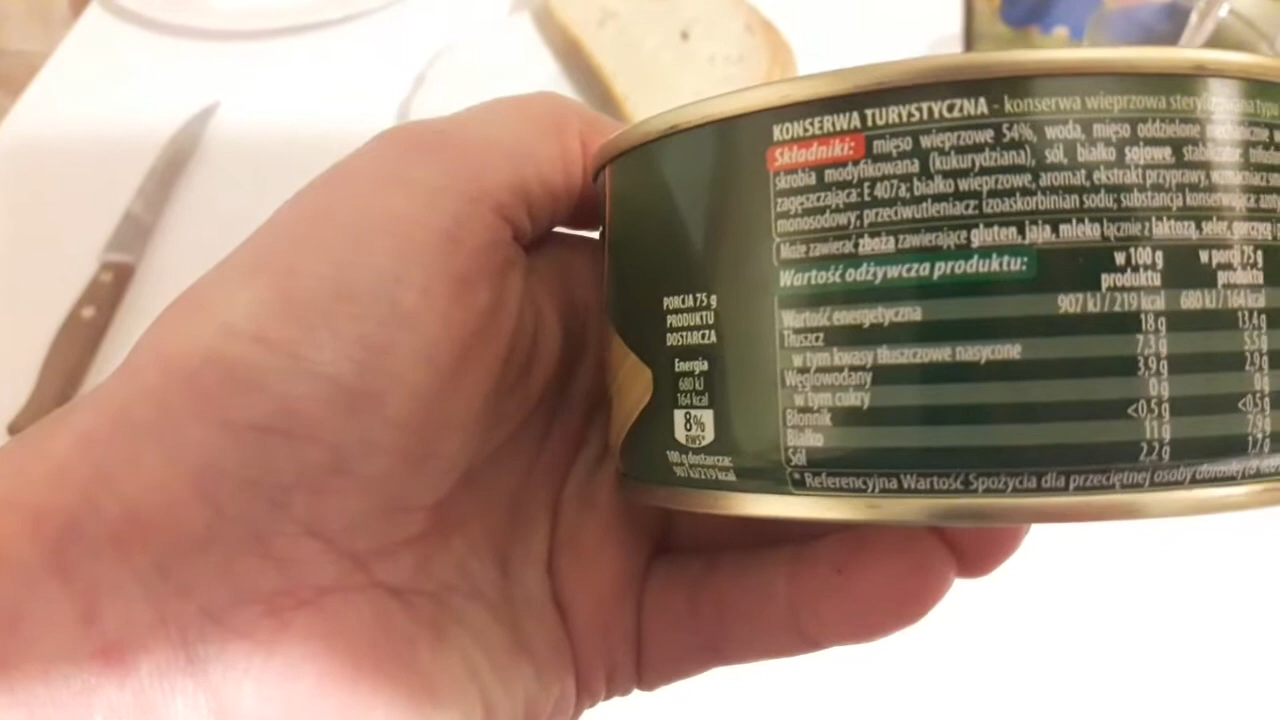 KONSERWA TURYSTYCZNA - konserwa wieprzowa
Składniki: mięso wieprzowe 54%, woda, mięso oddzielone
skrobia modyfikowana (kukurydziana), sól, białko sojowe,
zagęszczająca: E 407a; białko wieprzowe, aromat, ekstrakt przyprawy,
monosodowy; przeciwutleniacz: izoaskorbinian sodu; substancja
Może zawierać zboża zawierające gluten, jaja, mleko łącznie z laktozą, seler, gorczycę i
Wartość odżywcza produktu:
w 100 g produktu
w porcji 75 g produktu
Wartość energetyczna 907 kJ / 219 kcal 680 kJ / 164 kcal
Tłuszcz 18 g 13,4 g
w tym kwasy tłuszczowe nasycone 7,3 g 5,5 g
Węglowodany 3,9 g 2,9 g
w tym cukry 0 g 0 g
Błonnik <0,5 g <0,5 g
Białko 11 g 7,9 g
Sól 2,2 g 1,7 g
* Referencyjna Wartość Spożycia dla przeciętnej osoby dorosłej
PORCJA 75 g
PRODUKTU
DOSTARCZA
Energia
680 kJ
164 kcal
8%
RWS*
100 g dostarcza:
907 kJ/219 kcal